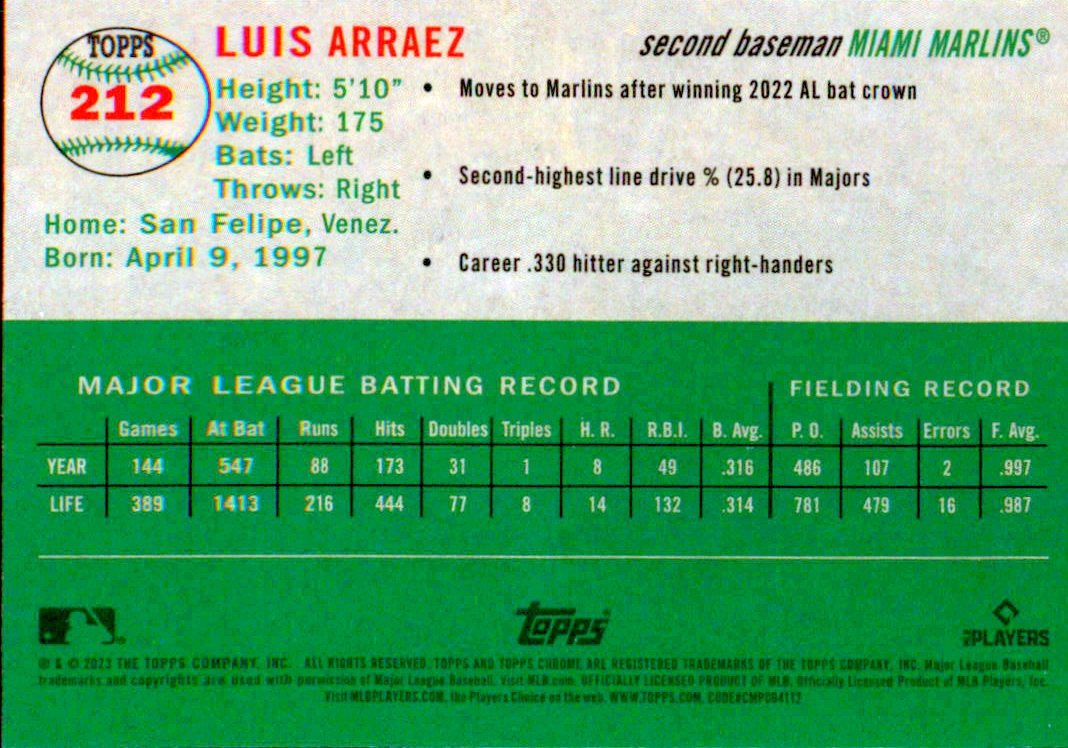 TOPPS
212
LUIS ARRAEZ
second baseman MIAMI MARLINS®
Height: 5'10"
Weight: 175
Bats: Left
Throws: Right
Home: San Felipe, Venez.
Born: April 9, 1997
• Moves to Marlins after winning 2022 AL bat crown
• Second-highest line drive % (25.8) in Majors
• Career .330 hitter against right-handers
MAJOR LEAGUE BATTING RECORD FIELDING RECORD
Games At Bat Runs Hits Doubles Triples H. R. R.B.I. B. Avg. P. O. Assists Errors F. Avg.
YEAR 144 547 88 173 31 1 8 49 .316 486 107 2 .997
LIFE 389 1413 216 444 77 8 14 132 .314 781 479 16 .987
Topps
PLAYERS
® & © 2023 THE TOPPS COMPANY, INC. ALL RIGHTS RESERVED. TOPPS AND TOPPS CHROME ARE REGISTERED TRADEMARKS OF THE TOPPS COMPANY, INC. Major League Baseball
trademarks and copyrights are used with permission of Major League Baseball. Visit MLB.com. OFFICIALLY LICENSED PRODUCT OF MLB. Officially Licensed Product of MLB Players, Inc.
Visit MLBPLAYERS.COM, the Players Choice on the web. WWW.TOPPS.COM. CODE#CMP064112